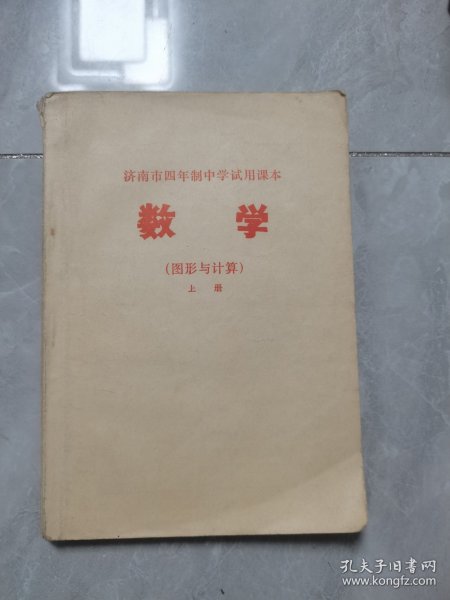 济南市四年制中学试用课本
数学
(图形与计算)
上册
孔夫子旧书网
www.kongfz.com